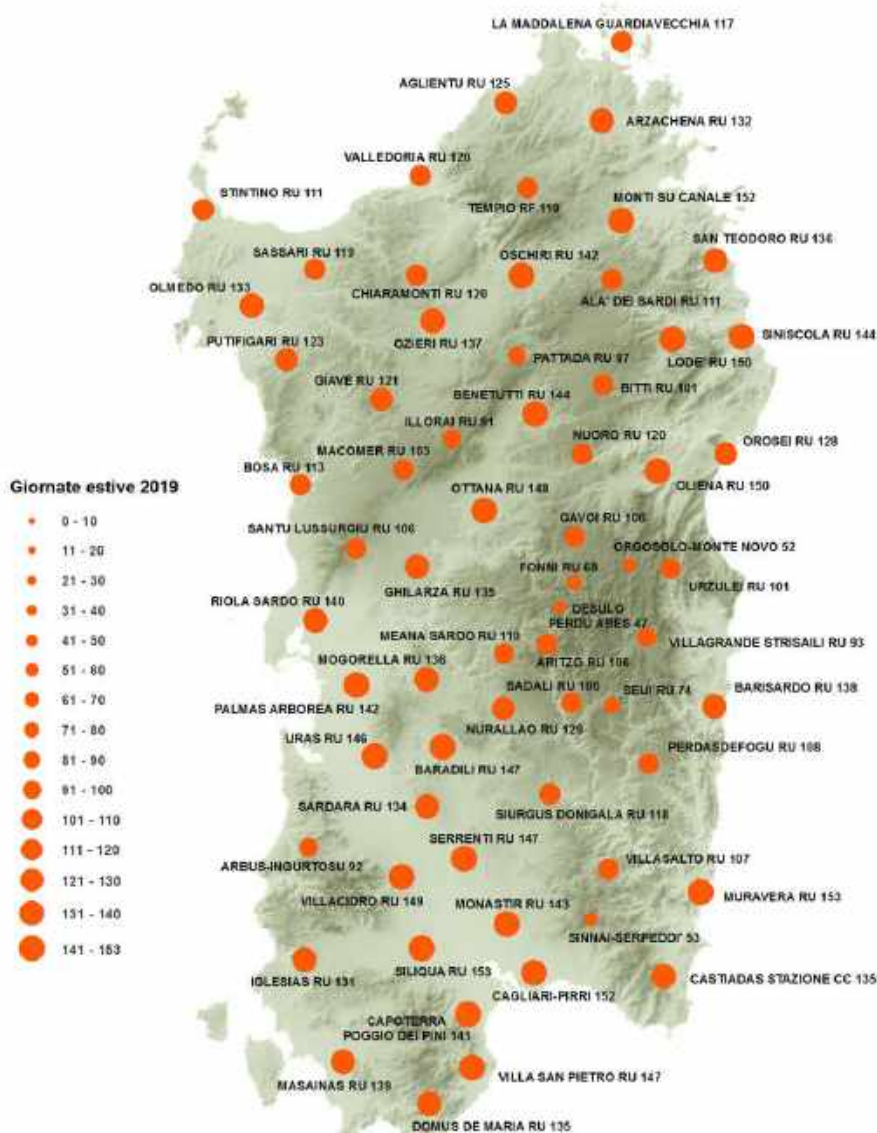 LA MADDALENA GUARDIAVECCHIA 117
AGLIENTU RU 125
ARZACHENA RU 132
VALLEDORIA RU 120
STINTINO RU 111
TEMPIO RF 110
MONTI SU CANALE 152
SAN TEODORO RU 136
SASSARI RU 119
OSCHIRI RU 142
OLMEDO RU 133
CHIARAMONTI RU 120
ALA' DEI SARDI RU 111
PUTIFIGARI RU 123
OZIERI RU 137
SINISCOLA RU 144
PATTADA RU 97
LODE' RU 150
GIAVE RU 121
BENETUTTI RU 144
BITTI RU 101
ILLORAI RU 91
MACOMER RU 105
NUORO RU 120
OROSEI RU 128
BOSA RU 113
OLIENA RU 150
Giornate estive 2019
OTTANA RU 148
0 - 10
SANTU LUSSURGIU RU 106
GAVOI RU 106
11 - 20
ORGOSOLO-MONTE NOVO 52
21 - 30
FONNI RU 68
GHILARZA RU 135
URZULEI RU 101
31 - 40
RIOLA SARDO RU 140
DESULO
PERDU ABES 47
41 - 50
MEANA SARDO RU 110
VILLAGRANDE STRISAILI RU 93
51 - 60
MOGORELLA RU 136
ARITZO RU 106
61 - 70
SADALI RU 100
SEUI RU 74
BARISARDO RU 138
PALMAS ARBOREA RU 142
71 - 80
NURALLAO RU 129
URAS RU 146
PERDASDEFOGU RU 108
81 - 90
BARADILI RU 147
91 - 100
SARDARA RU 134
SIURGUS DONIGALA RU 118
101 - 110
SERRENTI RU 147
111 - 120
ARBUS-INGURTOSU 92
VILLASALTO RU 107
121 - 130
VILLACIDRO RU 149
MURAVERA RU 153
MONASTIR RU 143
131 - 140
SINNAI-SERPEDDI' 53
141 - 153
IGLESIAS RU 131
SILIQUA RU 153
CASTIADAS STAZIONE CC 135
CAGLIARI-PIRRI 152
CAPOTERRA
POGGIO DEI PINI 141
MASAINAS RU 139
VILLA SAN PIETRO RU 147
DOMUS DE MARIA RU 135